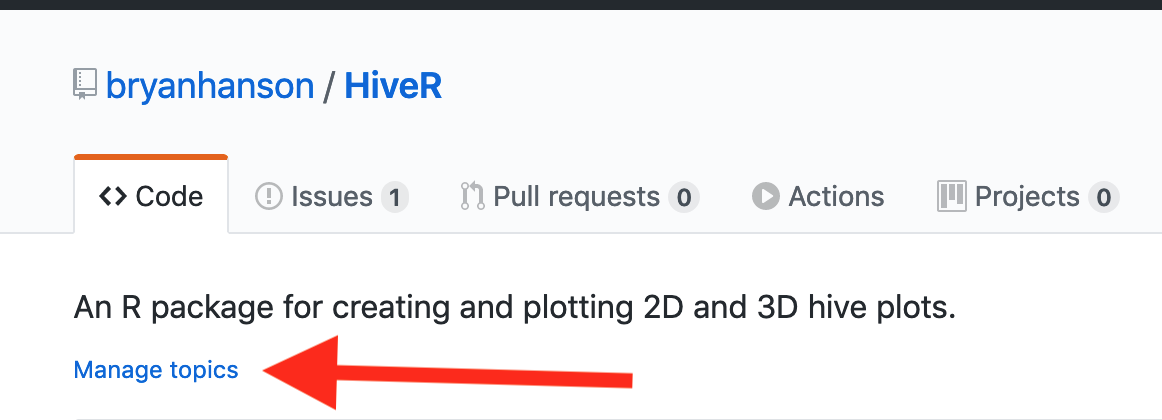 bryanhanson / HiveR
Code Issues 1 Pull requests 0 Actions Projects 0
An R package for creating and plotting 2D and 3D hive plots.
Manage topics